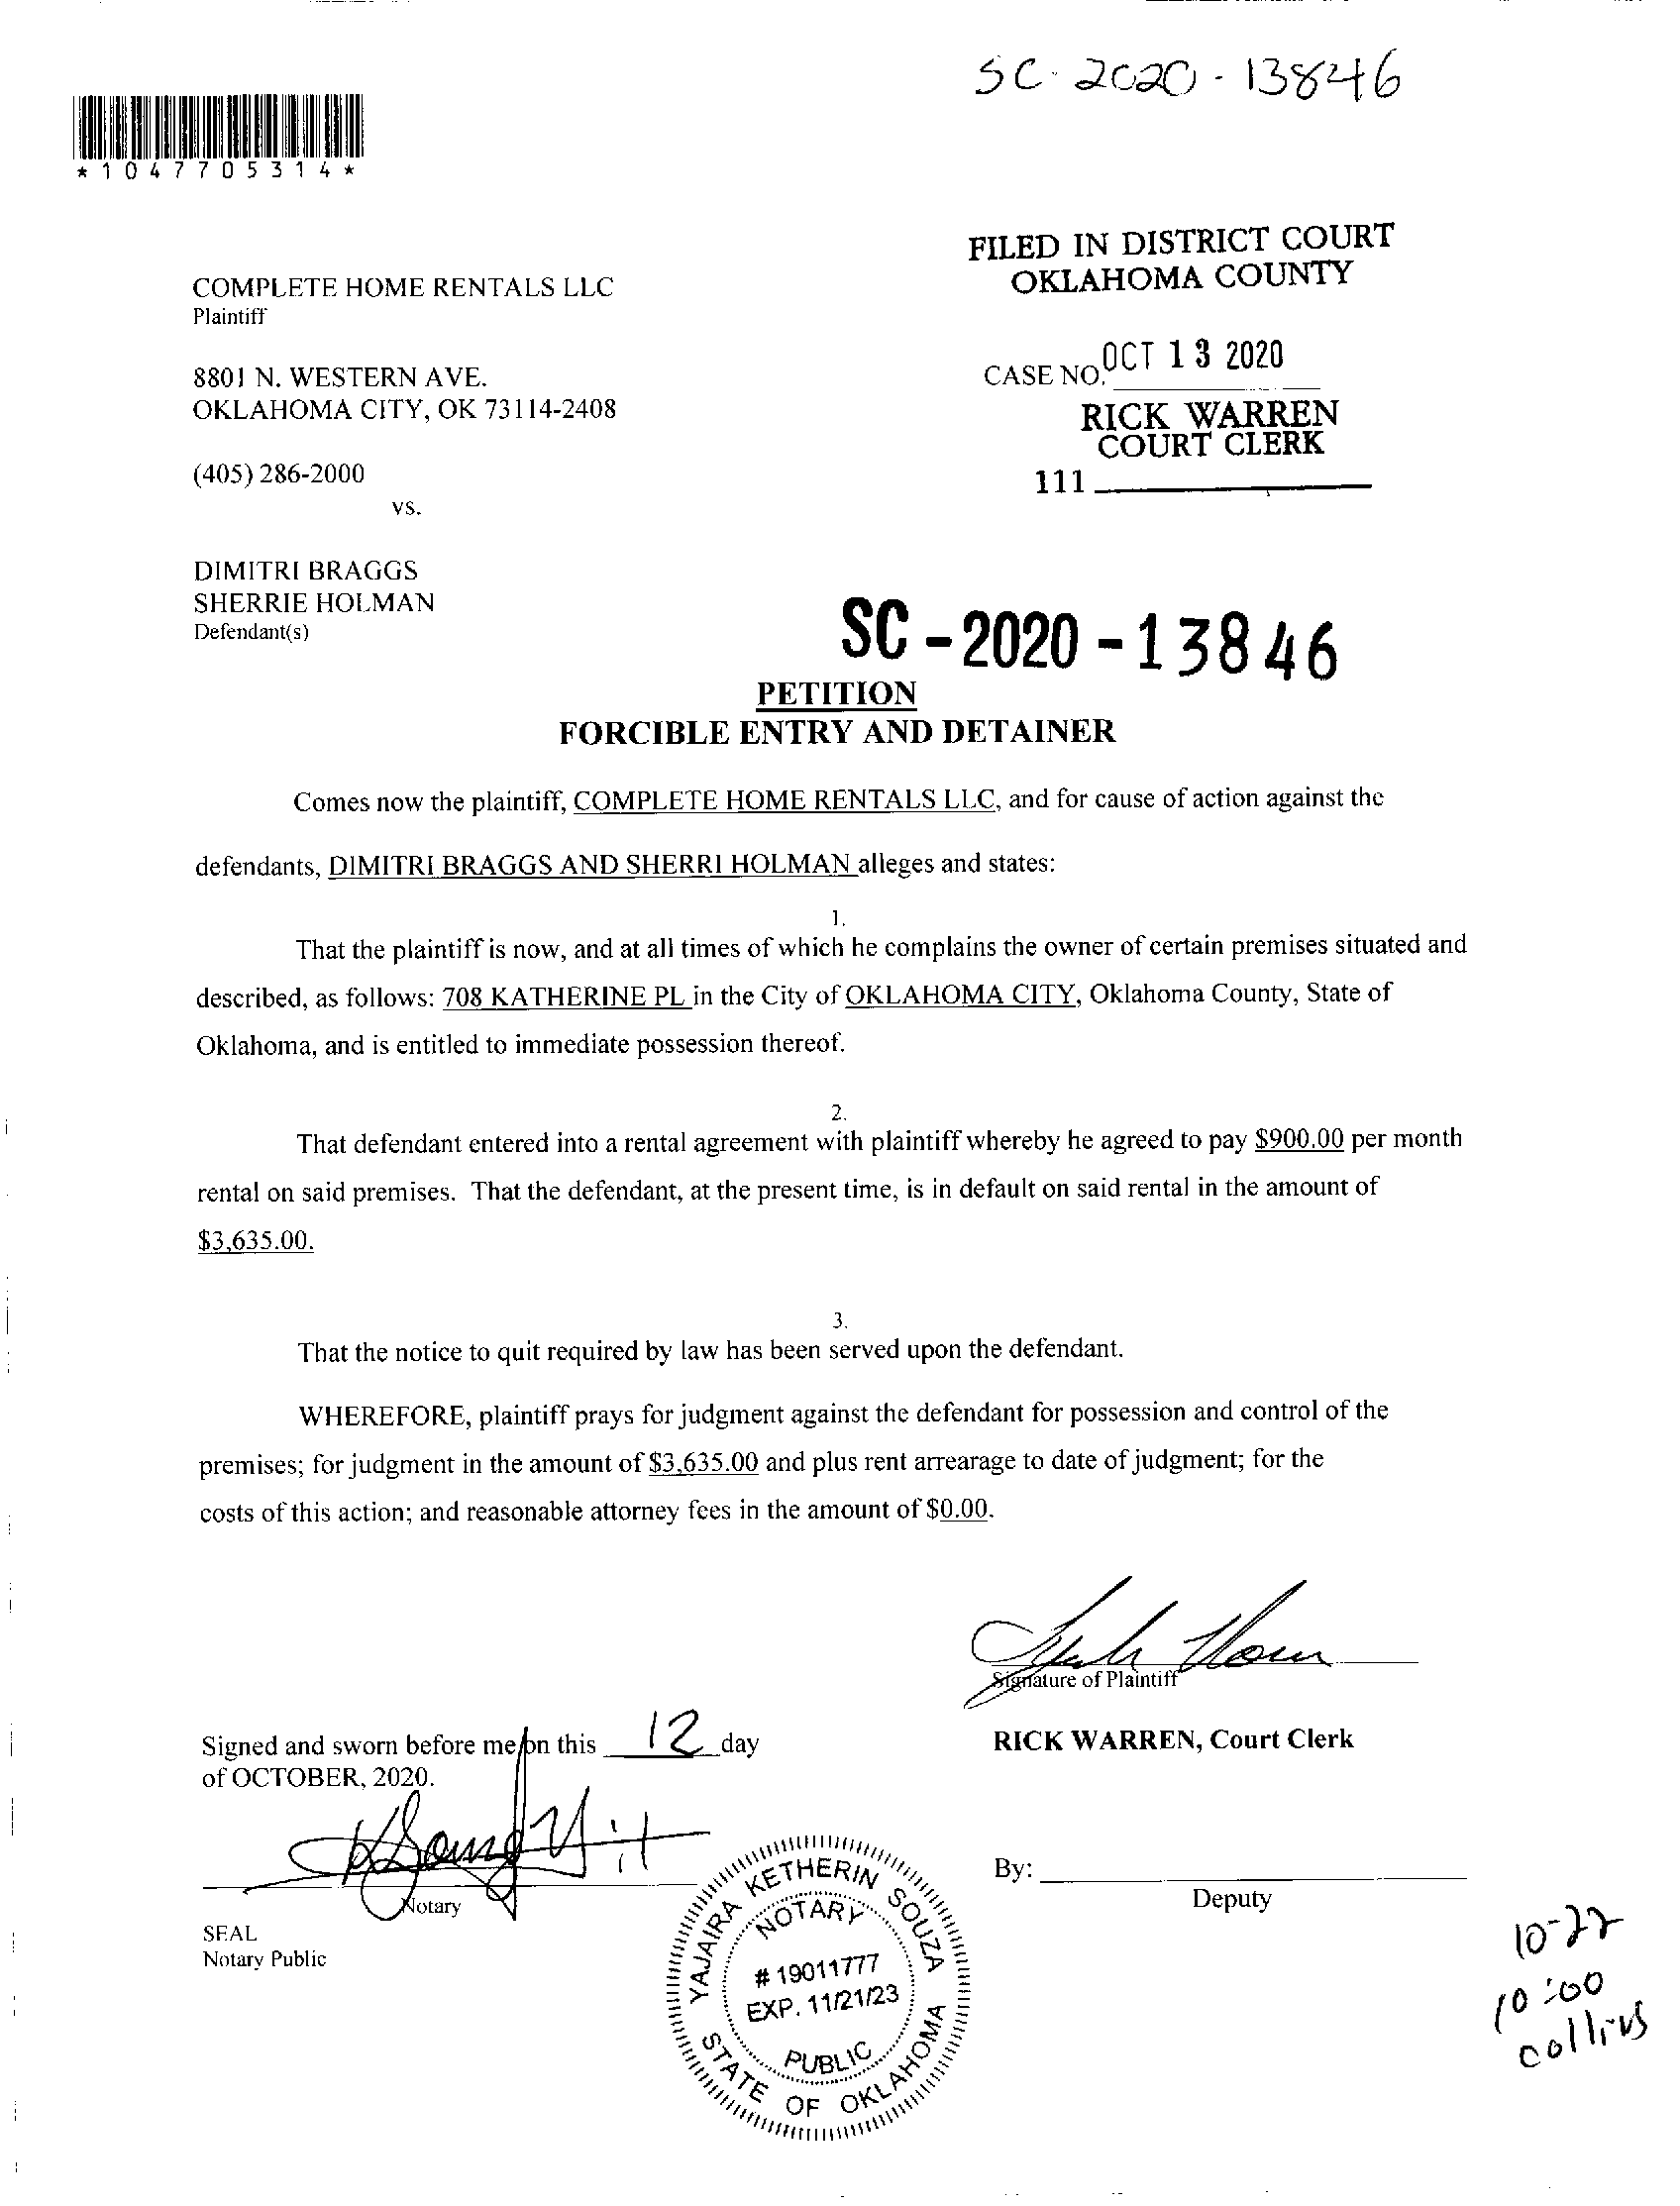 SC-2020-13846
*1047705314*
FILED IN DISTRICT COURT
OKLAHOMA COUNTY
COMPLETE HOME RENTALS LLC
Plaintiff
8801 N. WESTERN AVE.
OKLAHOMA CITY, OK 73114-2408
CASE NO. OCT 13 2020
RICK WARREN
COURT CLERK
(405) 286-2000
111
vs.
DIMITRI BRAGGS
SHERRIE HOLMAN
Defendant(s)
SC-2020-13846
PETITION
FORCIBLE ENTRY AND DETAINER
Comes now the plaintiff, COMPLETE HOME RENTALS LLC, and for cause of action against the
defendants, DIMITRI BRAGGS AND SHERRI HOLMAN alleges and states:
1.
That the plaintiff is now, and at all times of which he complains the owner of certain premises situated and
described, as follows: 708 KATHERINE PL in the City of OKLAHOMA CITY, Oklahoma County, State of
Oklahoma, and is entitled to immediate possession thereof.
2.
That defendant entered into a rental agreement with plaintiff whereby he agreed to pay $900.00 per month
rental on said premises. That the defendant, at the present time, is in default on said rental in the amount of
$3,635.00.
3.
That the notice to quit required by law has been served upon the defendant.
WHEREFORE, plaintiff prays for judgment against the defendant for possession and control of the
premises; for judgment in the amount of $3,635.00 and plus rent arrearage to date of judgment; for the
costs of this action; and reasonable attorney fees in the amount of $0.00.
Signature of Plaintiff
Signed and sworn before me on this 12 day
of OCTOBER, 2020.
RICK WARREN, Court Clerk
Notary
SEAL
Notary Public
YAJAIRA KETHERIN SOUZA
NOTARY
# 19011777
EXP. 11/21/23
PUBLIC
STATE OF OKLAHOMA
By:
Deputy
10-22
10:00
collins